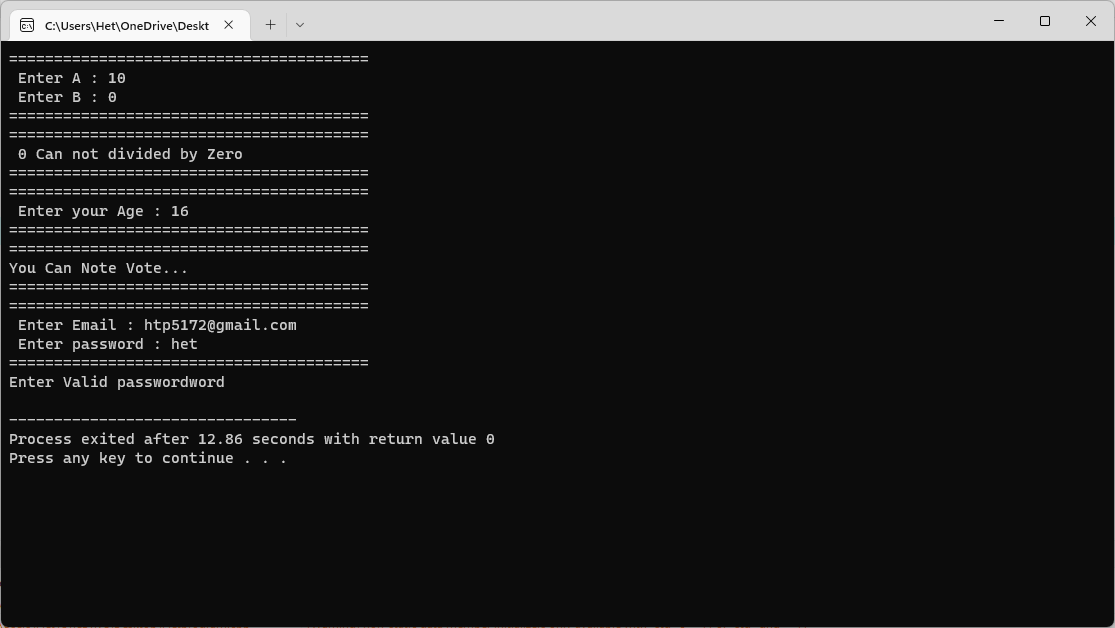 C:\Users\Het\OneDrive\Deskt
========================================
Enter A : 10
Enter B : 0
========================================
========================================
0 Can not divided by Zero
========================================
========================================
Enter your Age : 16
========================================
========================================
You Can Note Vote...
========================================
========================================
Enter Email : htp5172@gmail.com
Enter password : het
========================================
Enter Valid passwordword
--------------------------------
Process exited after 12.86 seconds with return value 0
Press any key to continue . . .